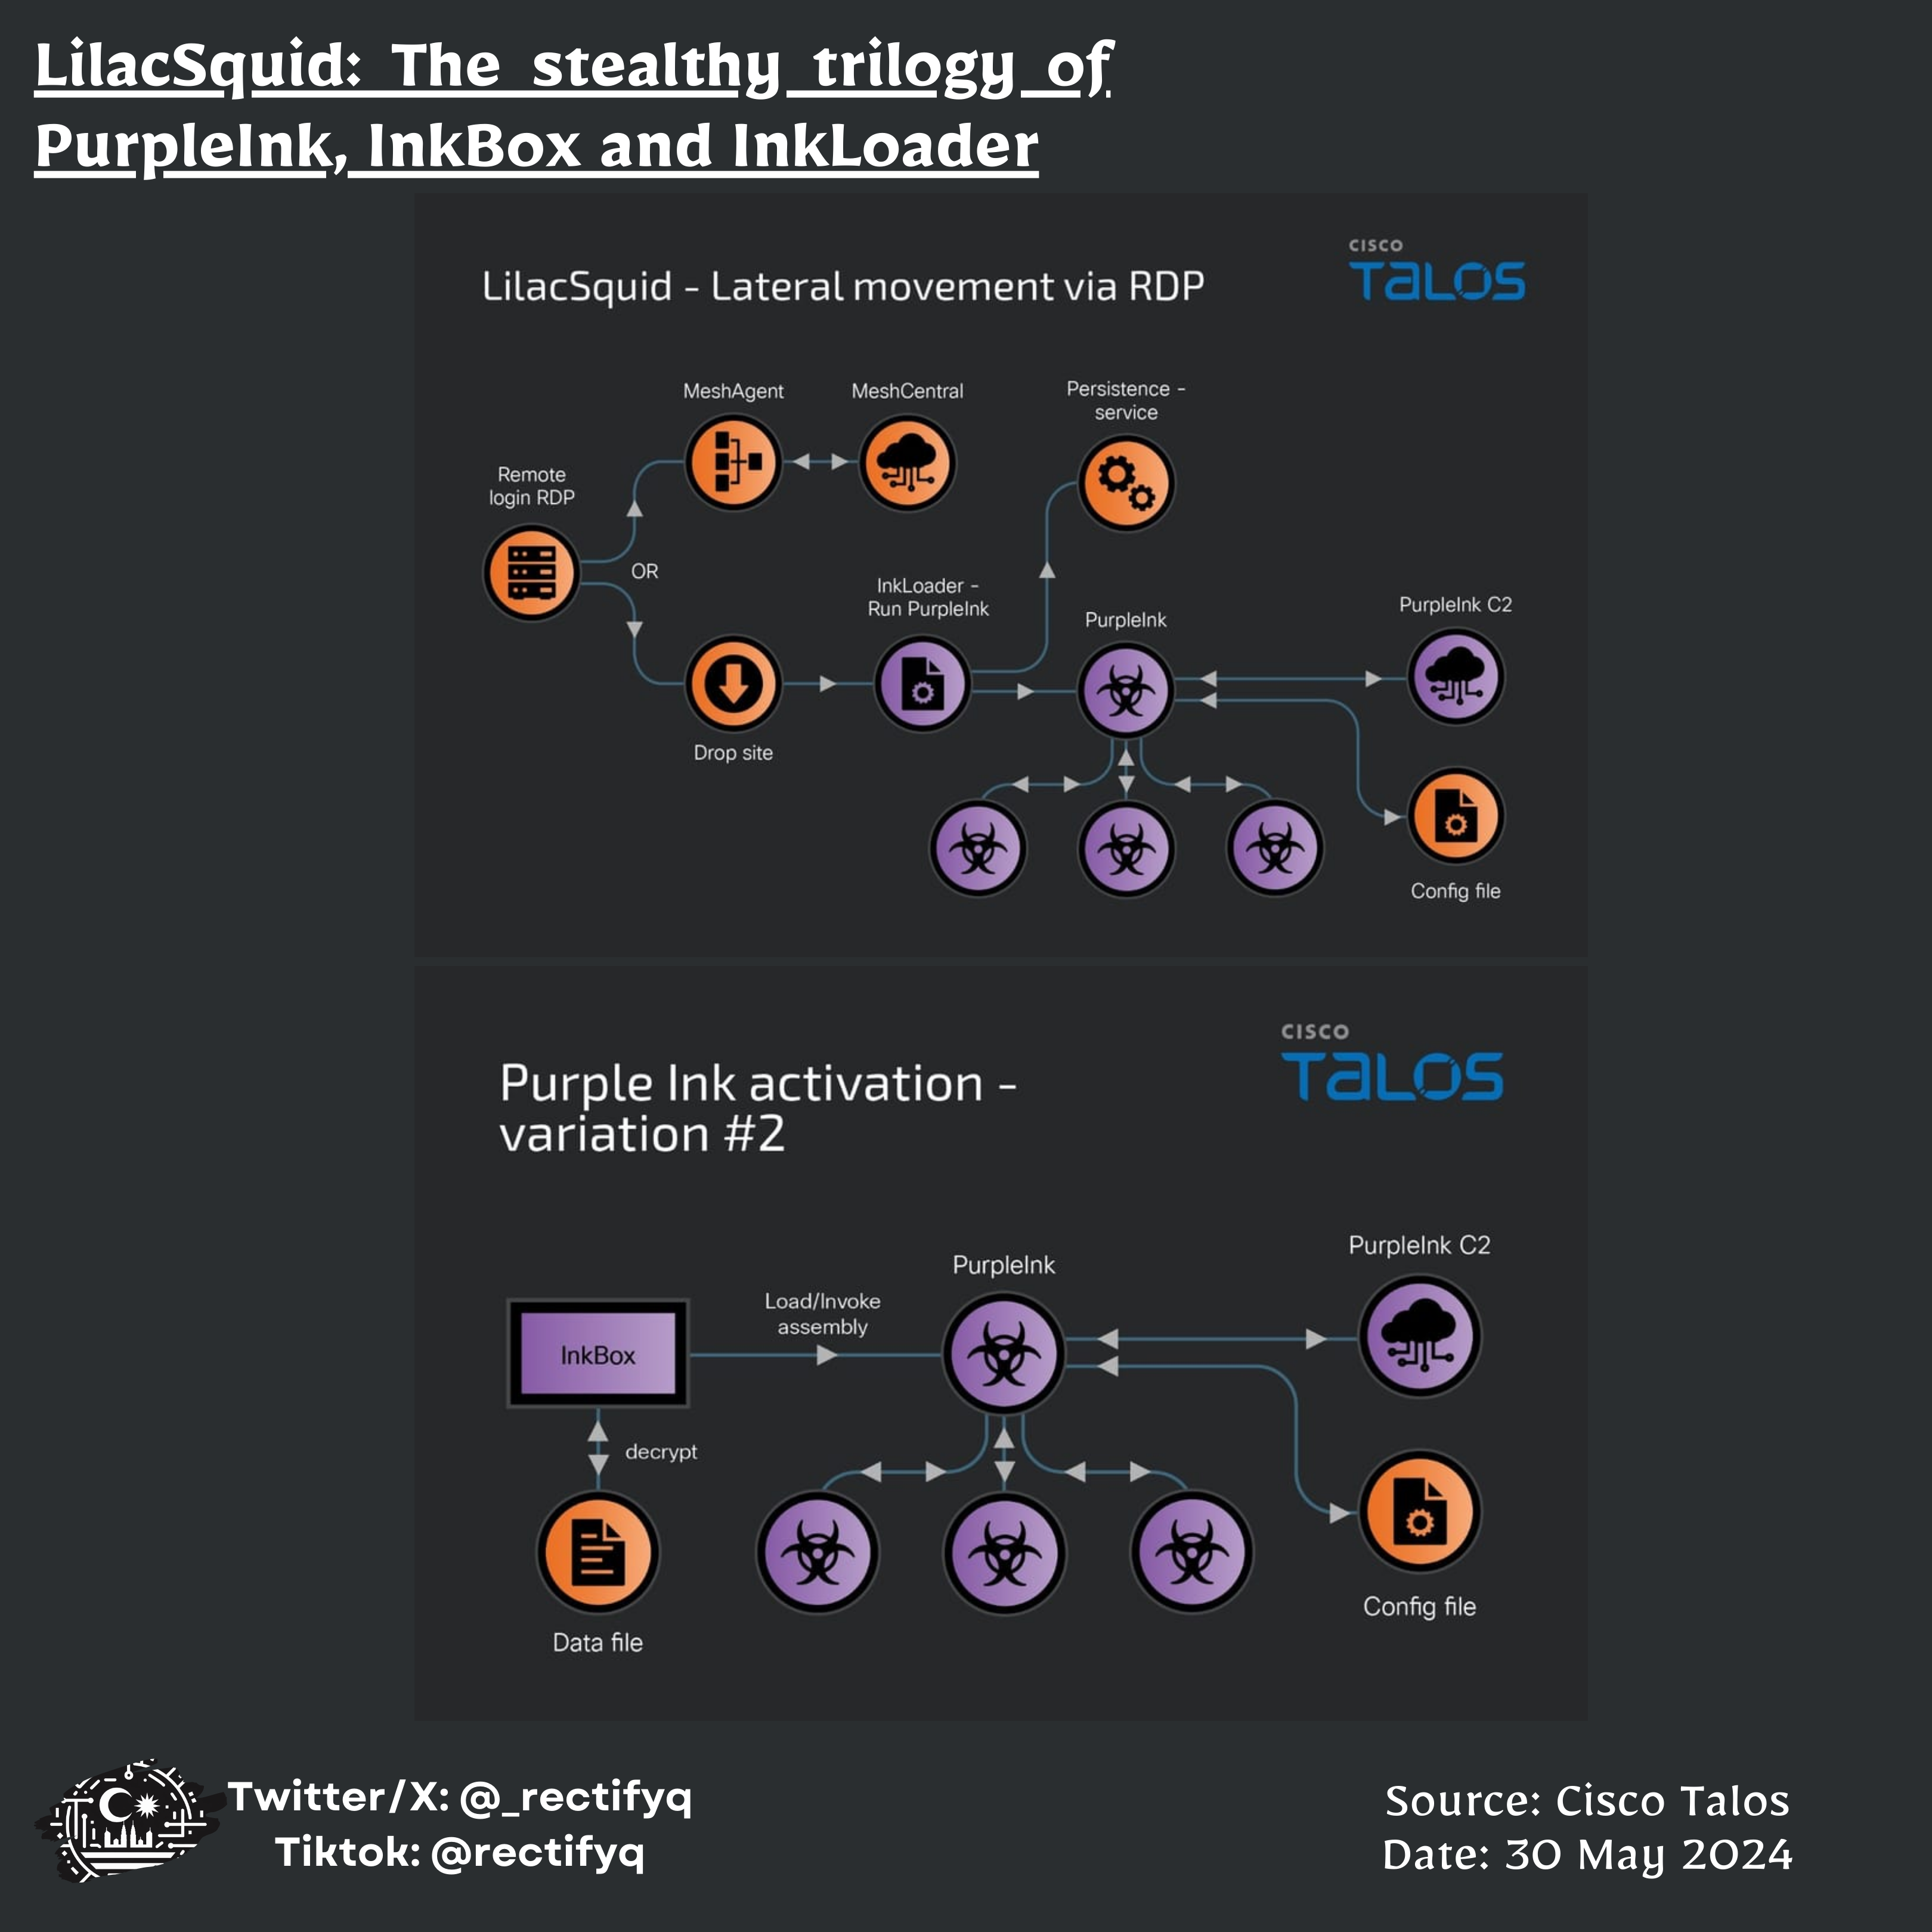 LilacSquid: The stealthy trilogy of
PurpleInk, InkBox and InkLoader
CISCO
TALOS
LilacSquid - Lateral movement via RDP
MeshAgent
MeshCentral
Persistence -
service
Remote
login RDP
OR
InkLoader -
Run PurpleInk
PurpleInk
PurpleInk C2
Drop site
Config file
CISCO
TALOS
Purple Ink activation -
variation #2
PurpleInk C2
PurpleInk
Load/Invoke
assembly
InkBox
decrypt
Data file
Config file
Twitter/X: @_rectifyq
Tiktok: @rectifyq
Source: Cisco Talos
Date: 30 May 2024